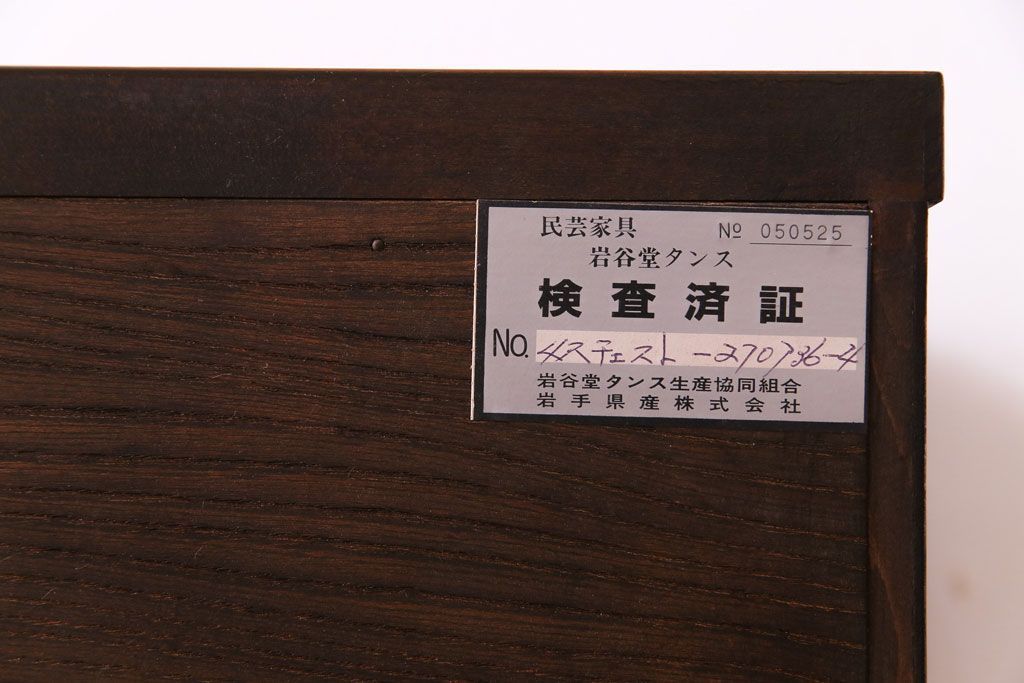 民芸家具 № 050525
岩谷堂タンス
検査済証
No. 4スチェスト-270736-4
岩谷堂タンス生産協同組合
岩手県産株式会社